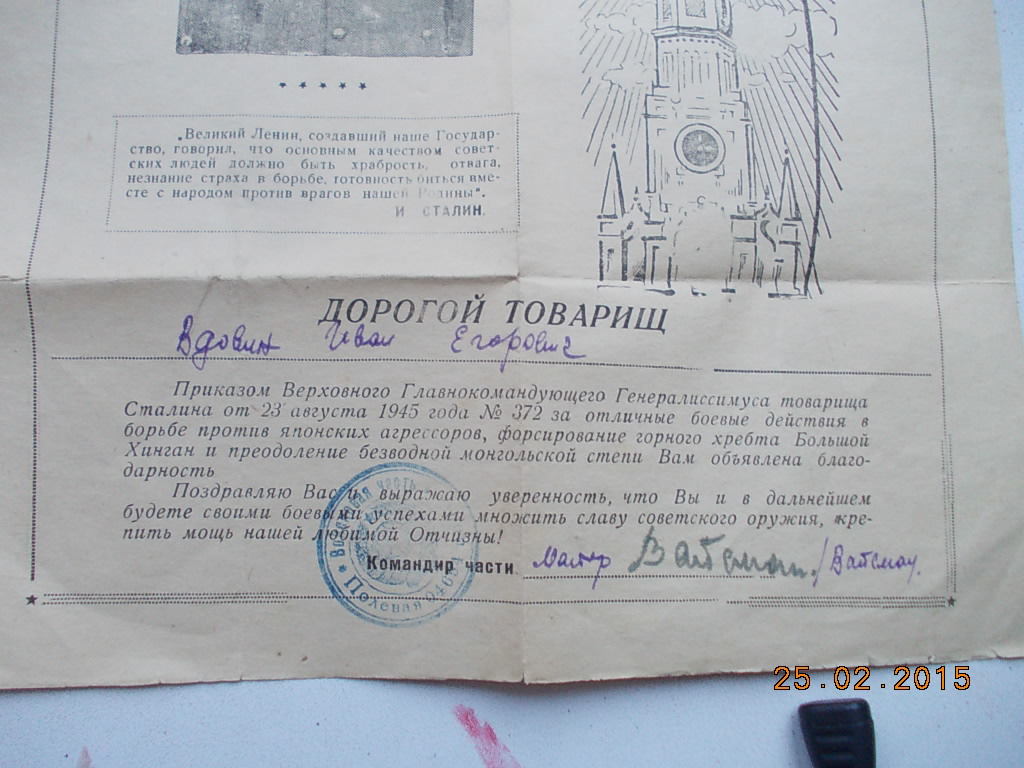 „Великий Ленин, создавший наше Государ-
ство, говорил, что основным качеством совет-
ских людей должно быть храбрость, отвага,
незнание страха в борьбе, готовность биться вме-
сте с народом против врагов нашей Родины".
И СТАЛИН.
ДОРОГОЙ ТОВАРИЩ
Вдовин Иван Егорович
Приказом Верховного Главнокомандующего Генералиссимуса товарища
Сталина от 23 августа 1945 года № 372 за отличные боевые действия в
борьбе против японских агрессоров, форсирование горного хребта Большой
Хинган и преодоление безводной монгольской степи Вам объявлена благо-
дарность
Поздравляю Вас и выражаю уверенность, что Вы и в дальнейшем
будете своими боевыми успехами множить славу советского оружия, кре-
пить мощь нашей любимой Отчизны!
Командир части
часть
Полевая
25.02.2015